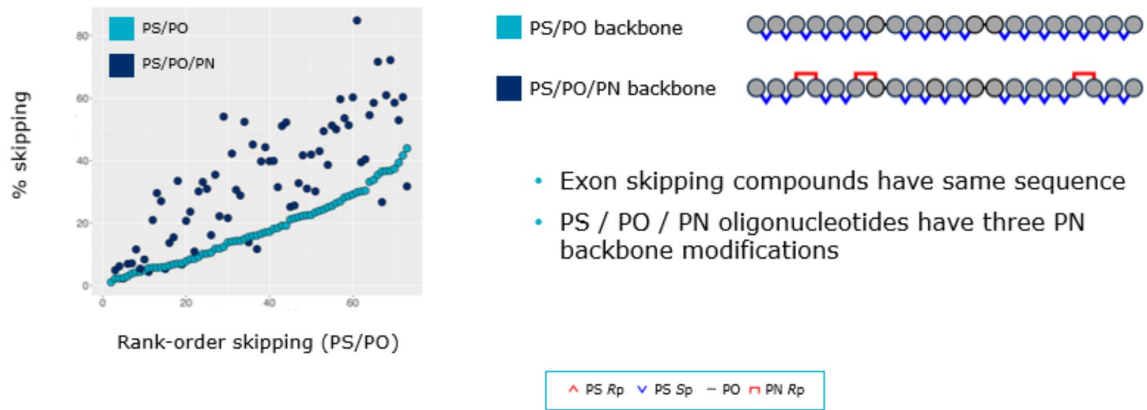 80
60
40
20
0
% skipping
PS/PO
PS/PO/PN
0
20
40
60
Rank-order skipping (PS/PO)
PS/PO backbone
PS/PO/PN backbone
• Exon skipping compounds have same sequence
• PS / PO / PN oligonucleotides have three PN
backbone modifications
PS Rp PS Sp PO PN Rp